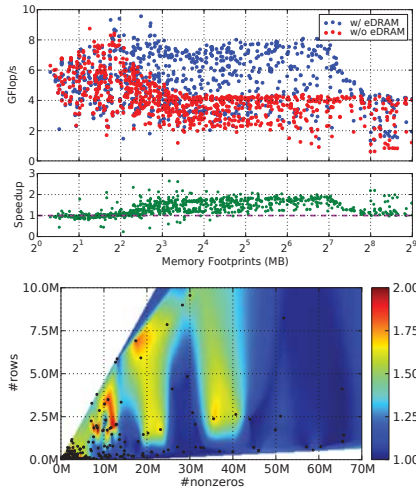 10
w/ eDRAM
w/o eDRAM
8
6
4
2
0
GFlop/s
3
2
1
0
Speedup
2^0 2^1 2^2 2^3 2^4 2^5 2^6 2^7 2^8 2^9
Memory Footprints (MB)
10.0M
7.5M
5.0M
2.5M
0.0M
#rows
0M 10M 20M 30M 40M 50M 60M 70M
#nonzeros
2.00
1.75
1.50
1.25
1.00